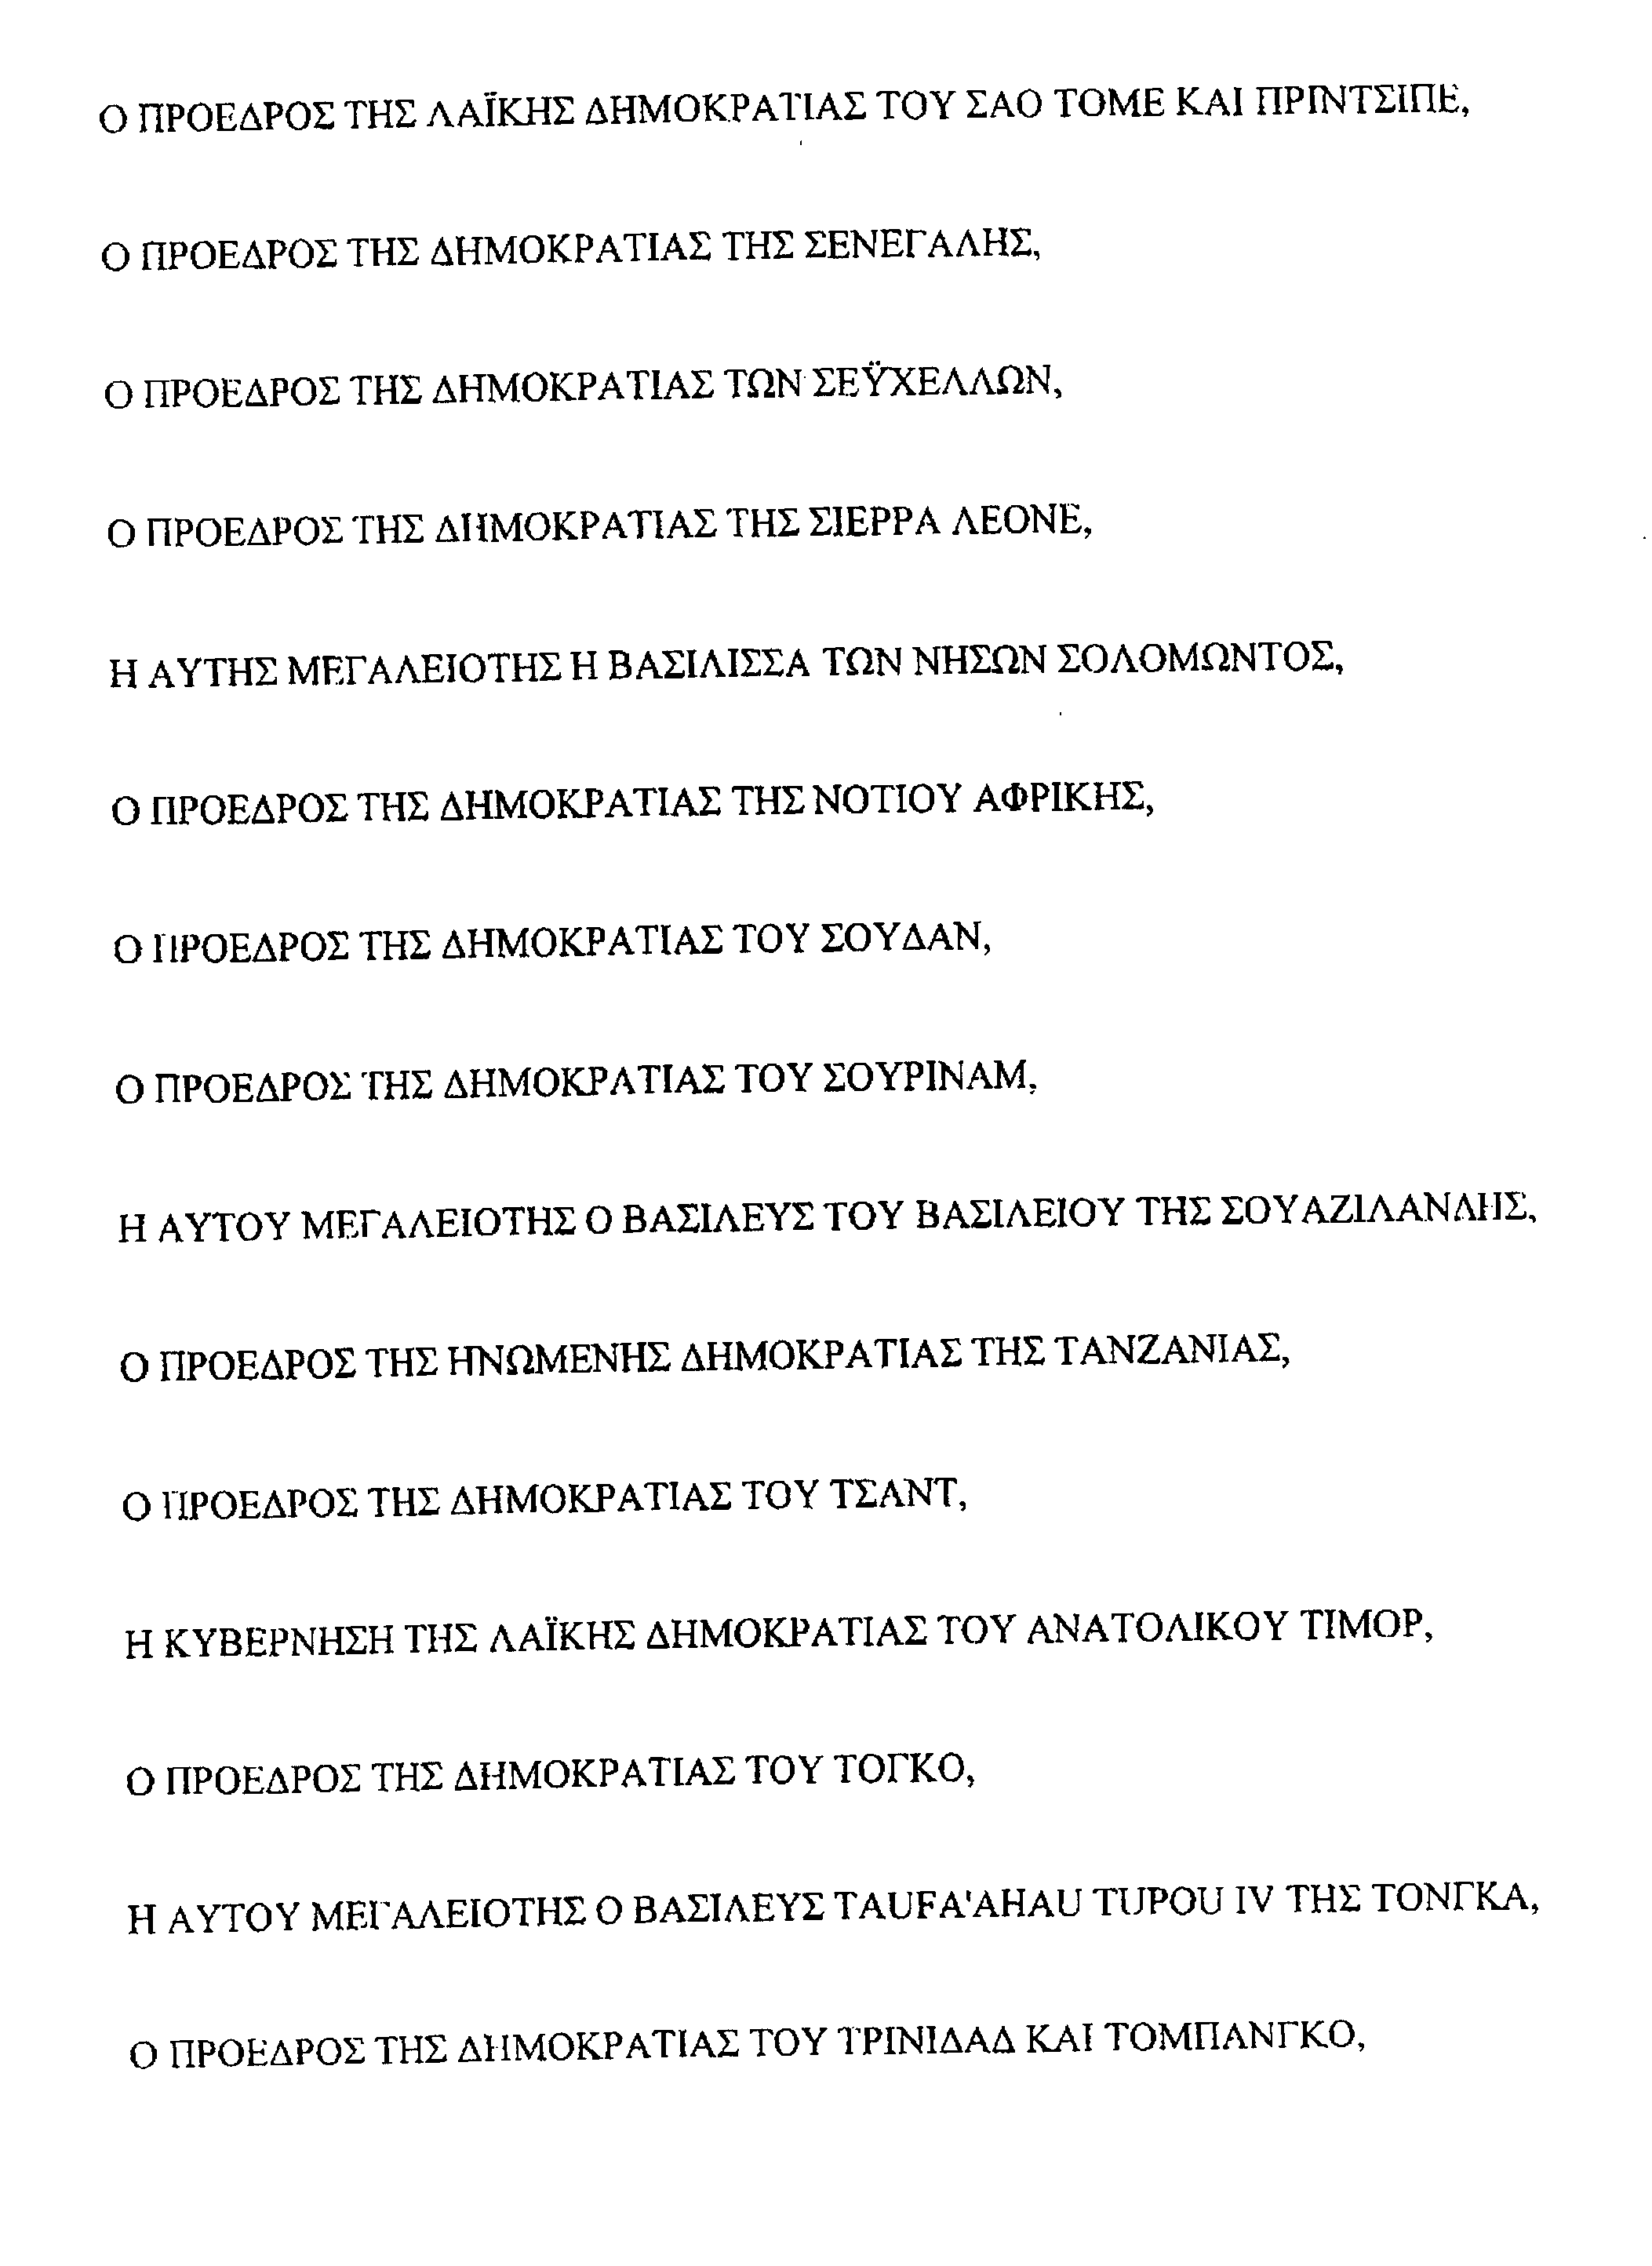 Ο ΠΡΟΕΔΡΟΣ ΤΗΣ ΛΑΪΚΗΣ ΔΗΜΟΚΡΑΤΙΑΣ ΤΟΥ ΣΑΟ ΤΟΜΕ ΚΑΙ ΠΡΙΝΤΣΙΠΕ,
Ο ΠΡΟΕΔΡΟΣ ΤΗΣ ΔΗΜΟΚΡΑΤΙΑΣ ΤΗΣ ΣΕΝΕΓΑΛΗΣ,
Ο ΠΡΟΕΔΡΟΣ ΤΗΣ ΔΗΜΟΚΡΑΤΙΑΣ ΤΩΝ ΣΕΫΧΕΛΛΩΝ,
Ο ΠΡΟΕΔΡΟΣ ΤΗΣ ΔΗΜΟΚΡΑΤΙΑΣ ΤΗΣ ΣΙΕΡΡΑ ΛΕΟΝΕ,
Η ΑΥΤΗΣ ΜΕΓΑΛΕΙΟΤΗΣ Η ΒΑΣΙΛΙΣΣΑ ΤΩΝ ΝΗΣΩΝ ΣΟΛΟΜΩΝΤΟΣ,
Ο ΠΡΟΕΔΡΟΣ ΤΗΣ ΔΗΜΟΚΡΑΤΙΑΣ ΤΗΣ ΝΟΤΙΟΥ ΑΦΡΙΚΗΣ,
Ο ΠΡΟΕΔΡΟΣ ΤΗΣ ΔΗΜΟΚΡΑΤΙΑΣ ΤΟΥ ΣΟΥΔΑΝ,
Ο ΠΡΟΕΔΡΟΣ ΤΗΣ ΔΗΜΟΚΡΑΤΙΑΣ ΤΟΥ ΣΟΥΡΙΝΑΜ,
Η ΑΥΤΟΥ ΜΕΓΑΛΕΙΟΤΗΣ Ο ΒΑΣΙΛΕΥΣ ΤΟΥ ΒΑΣΙΛΕΙΟΥ ΤΗΣ ΣΟΥΑΖΙΛΑΝΔΗΣ,
Ο ΠΡΟΕΔΡΟΣ ΤΗΣ ΗΝΩΜΕΝΗΣ ΔΗΜΟΚΡΑΤΙΑΣ ΤΗΣ ΤΑΝΖΑΝΙΑΣ,
Ο ΠΡΟΕΔΡΟΣ ΤΗΣ ΔΗΜΟΚΡΑΤΙΑΣ ΤΟΥ ΤΣΑΝΤ,
Η ΚΥΒΕΡΝΗΣΗ ΤΗΣ ΛΑΪΚΗΣ ΔΗΜΟΚΡΑΤΙΑΣ ΤΟΥ ΑΝΑΤΟΛΙΚΟΥ ΤΙΜΟΡ,
Ο ΠΡΟΕΔΡΟΣ ΤΗΣ ΔΗΜΟΚΡΑΤΙΑΣ ΤΟΥ ΤΟΓΚΟ,
Η ΑΥΤΟΥ ΜΕΓΑΛΕΙΟΤΗΣ Ο ΒΑΣΙΛΕΥΣ TAUFA'AHAU TUPOU IV ΤΗΣ ΤΟΝΓΚΑ,
Ο ΠΡΟΕΔΡΟΣ ΤΗΣ ΔΗΜΟΚΡΑΤΙΑΣ ΤΟΥ ΤΡΙΝΙΔΑΔ ΚΑΙ ΤΟΜΠΑΝΓΚΟ,